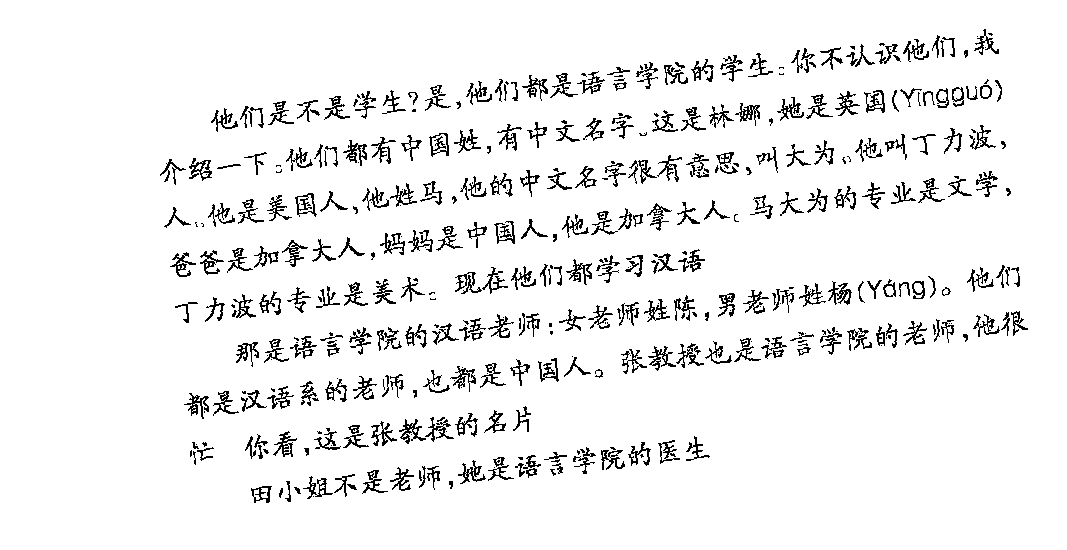 他们是不是学生?是,他们都是语言学院的学生。你不认识他们,我
介绍一下。他们都有中国姓,有中文名字。这是林娜,她是英国(Yīngguó)
人。他是美国人,他姓马,他的中文名字很有意思,叫大为。他叫丁力波,
爸爸是加拿大人,妈妈是中国人,他是加拿大人。马大为的专业是文学,
丁力波的专业是美术。现在他们都学习汉语
那是语言学院的汉语老师:女老师姓陈,男老师姓杨(Yáng)。他们
都是汉语系的老师,也都是中国人。张教授也是语言学院的老师,他很
忙 你看,这是张教授的名片
田小姐不是老师,她是语言学院的医生